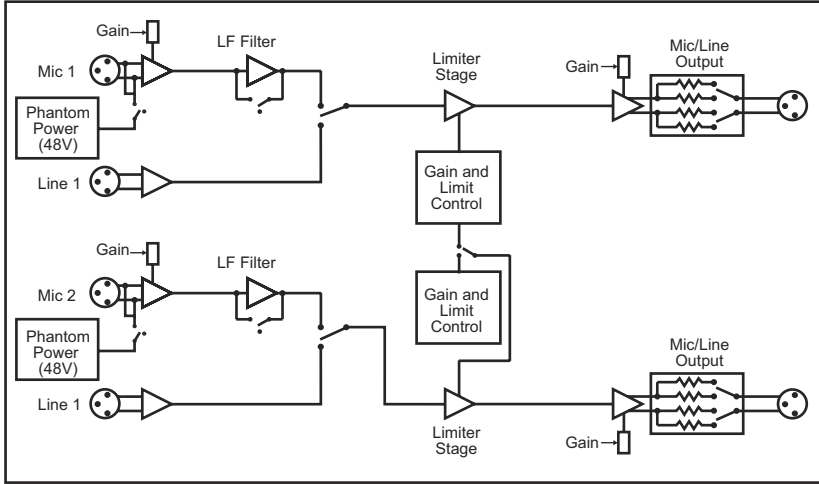 Gain
LF Filter
Mic 1
Phantom
Power
(48V)
Line 1
Limiter
Stage
Gain
Mic/Line
Output
Gain and
Limit
Control
Gain
LF Filter
Mic 2
Phantom
Power
(48V)
Line 1
Gain and
Limit
Control
Limiter
Stage
Mic/Line
Output
Gain